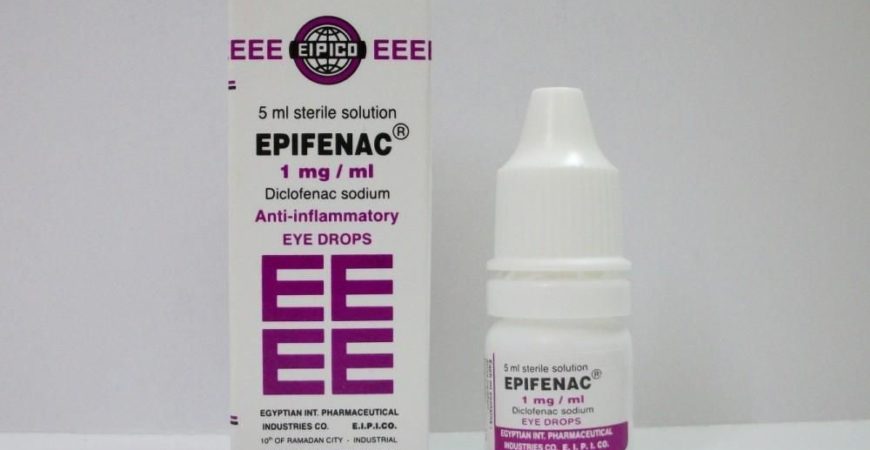 EEE EIPICO EEE
5 ml sterile solution
EPIFENAC®
1 mg / ml
Diclofenac sodium
Anti-inflammatory
EYE DROPS
EE
EE
EGYPTIAN INT. PHARMACEUTICAL
INDUSTRIES CO. E.I.P.I.CO.
10TH OF RAMADAN CITY - INDUSTRIAL
5 ml sterile solution
EPIFENAC®
1 mg / ml
Diclofenac sodium
EYE DROPS
EGYPTIAN INT. PHARMACEUTICAL
INDUSTRIES CO. E. I. P. I. CO.